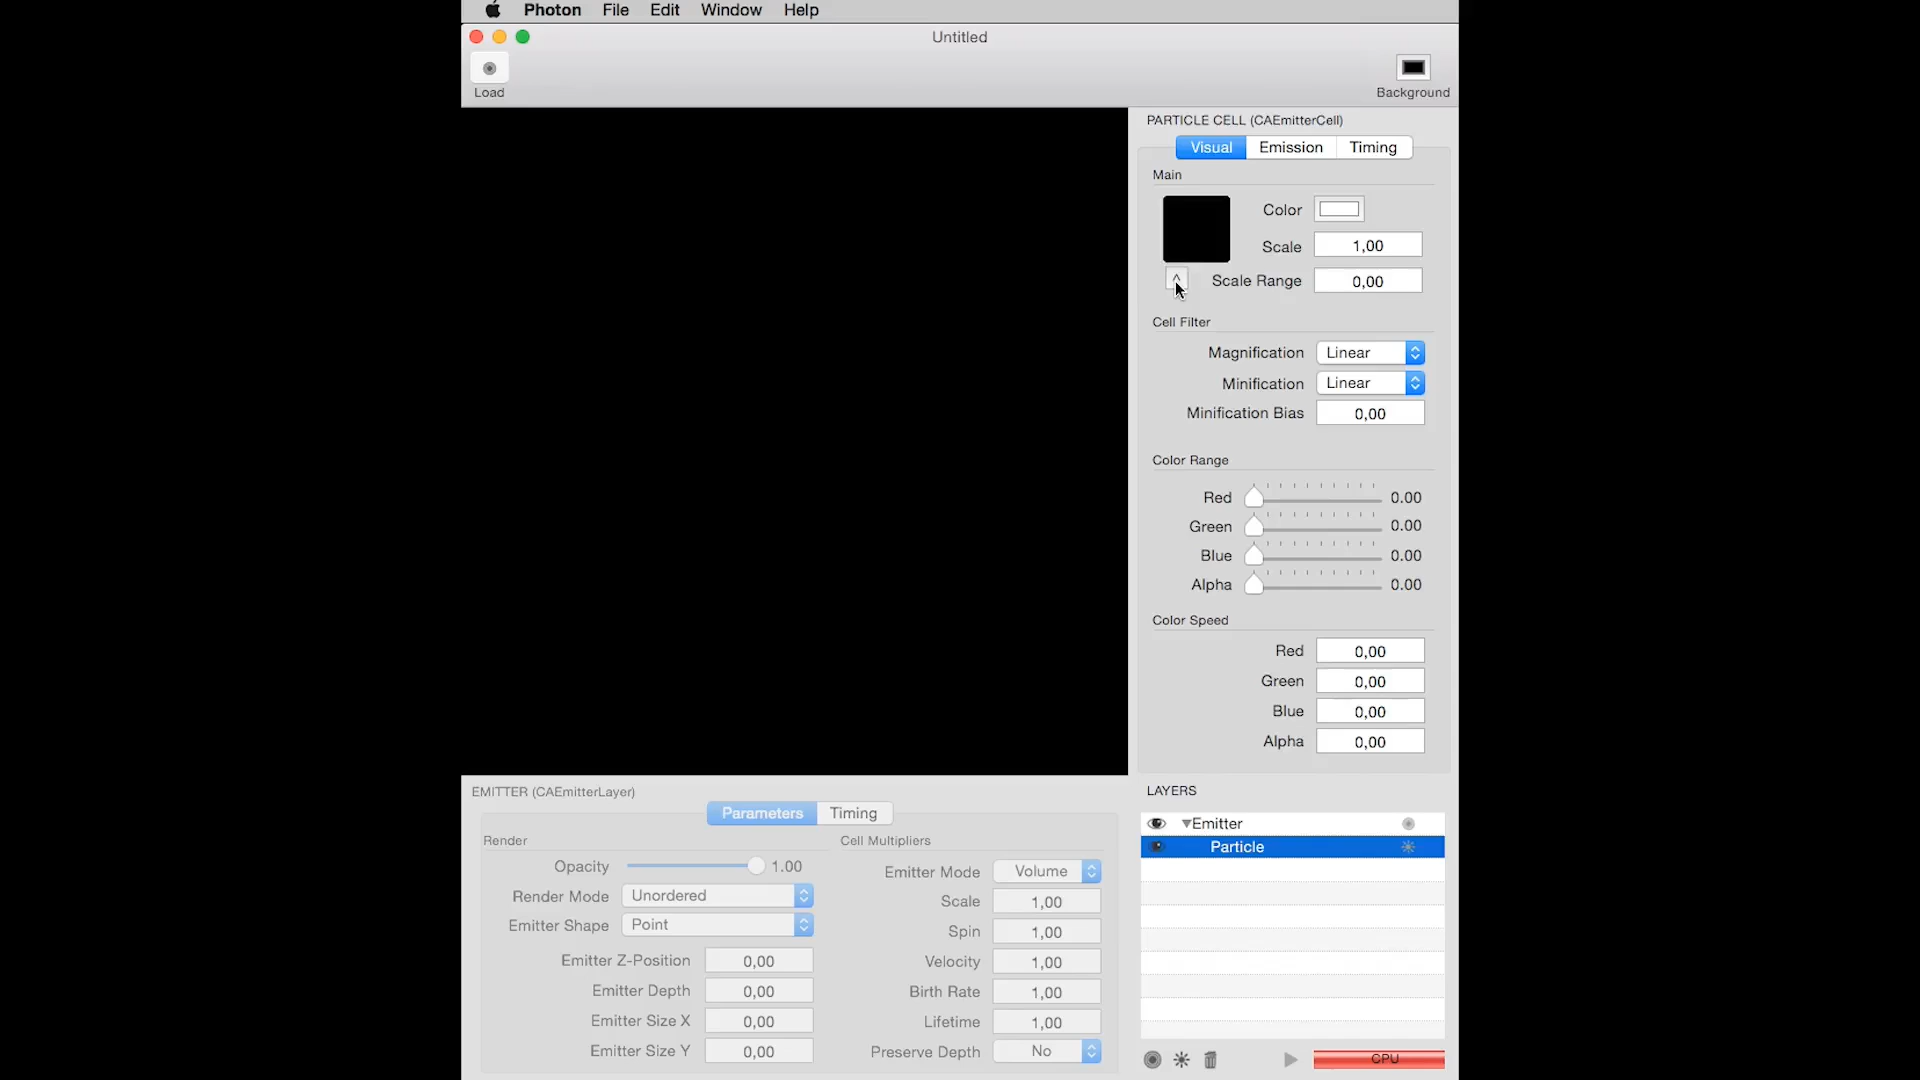 Photon File Edit Window Help
Untitled
Load
Background
PARTICLE CELL (CAEmitterCell)
Visual Emission Timing
Main
Color
Scale 1,00
Scale Range 0,00
Cell Filter
Magnification Linear
Minification Linear
Minification Bias 0,00
Color Range
Red 0.00
Green 0.00
Blue 0.00
Alpha 0.00
Color Speed
Red 0,00
Green 0,00
Blue 0,00
Alpha 0,00
EMITTER (CAEmitterLayer)
Parameters Timing
Render
Opacity 1.00
Render Mode Unordered
Emitter Shape Point
Emitter Z-Position 0,00
Emitter Depth 0,00
Emitter Size X 0,00
Emitter Size Y 0,00
Cell Multipliers
Emitter Mode Volume
Scale 1,00
Spin 1,00
Velocity 1,00
Birth Rate 1,00
Lifetime 1,00
Preserve Depth No
LAYERS
Emitter
Particle
CPU